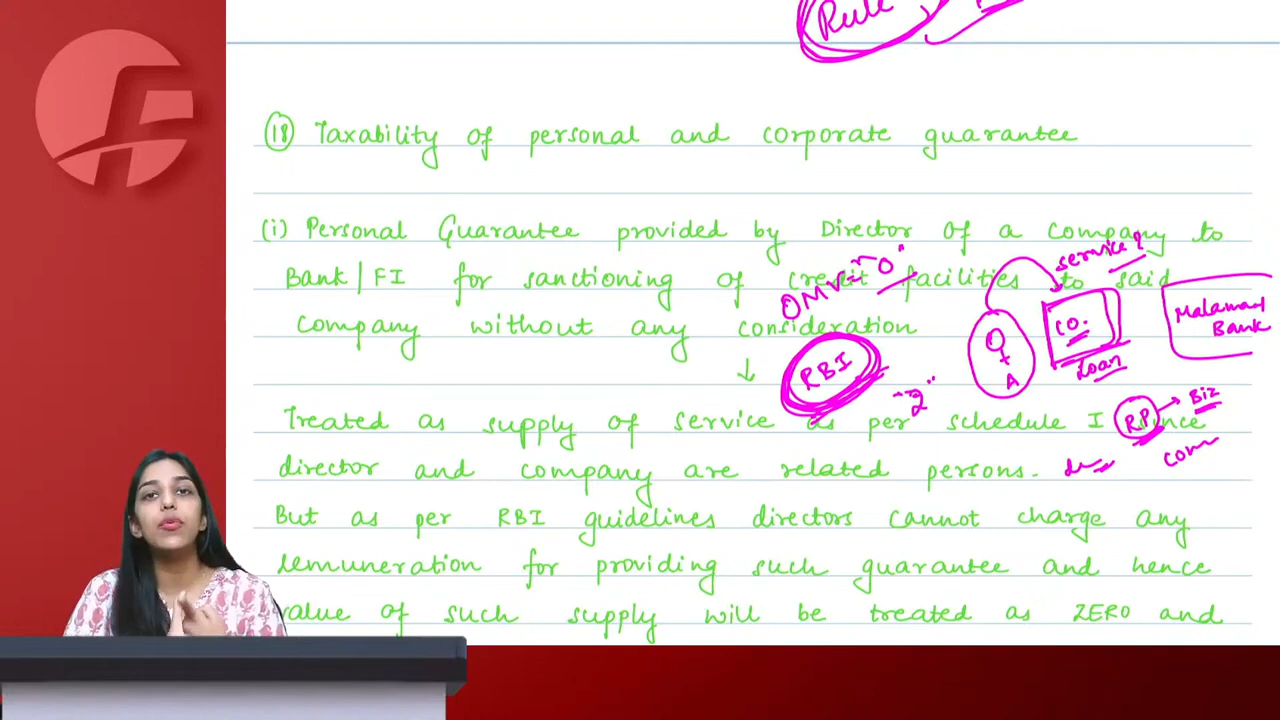 Rule
(18) Taxability of personal and corporate guarantee
(i) Personal Guarantee provided by Director of a company to
service
Bank/FI for sanctioning of credit facilities to said
OMV = "0"
company without any consideration
CO.
Malawari
Bank
Loan
A
RBI
↓
"2"
RP → Biz
Treated as supply of service as per schedule I since
com
director and company are related persons.
But as per RBI guidelines directors cannot charge any
remuneration for providing such guarantee and hence
value of such supply will be treated as ZERO and